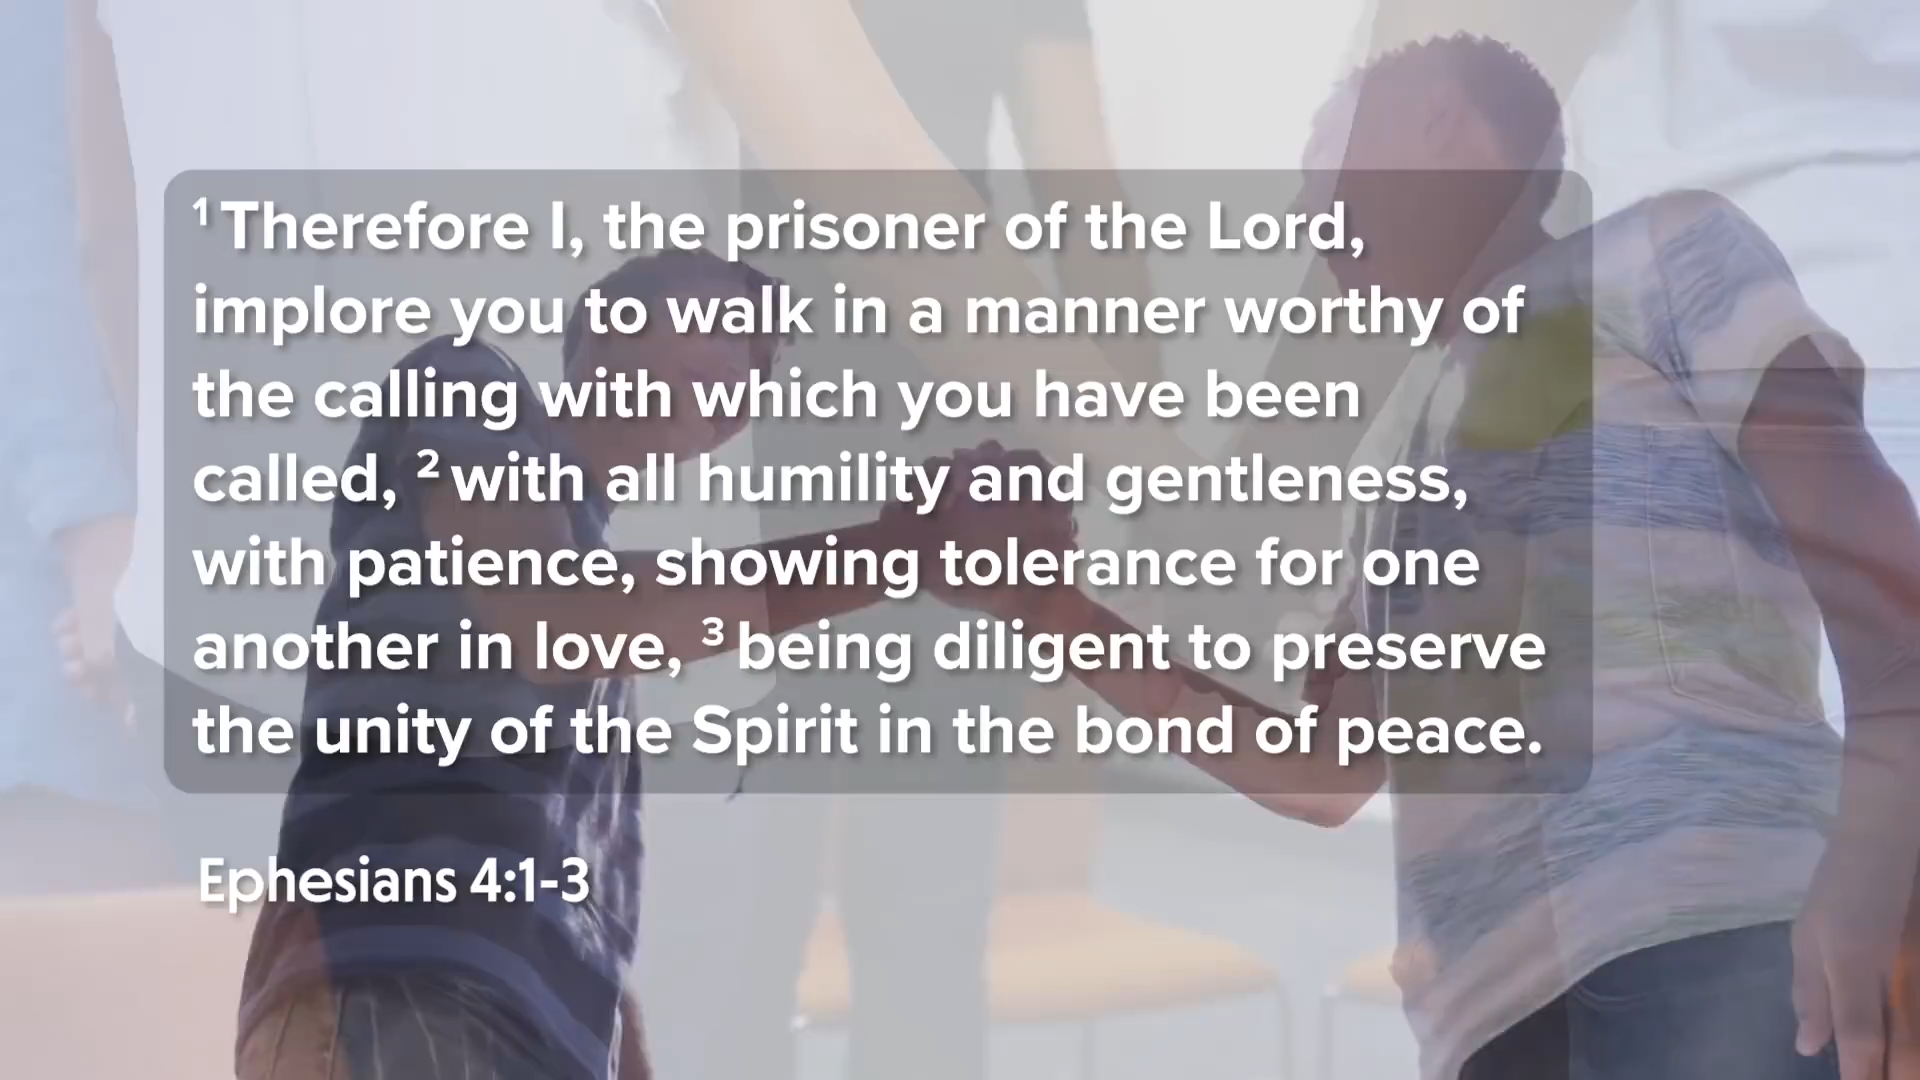 1 Therefore I, the prisoner of the Lord,
implore you to walk in a manner worthy of
the calling with which you have been
called, 2 with all humility and gentleness,
with patience, showing tolerance for one
another in love, 3 being diligent to preserve
the unity of the Spirit in the bond of peace.
Ephesians 4:1-3